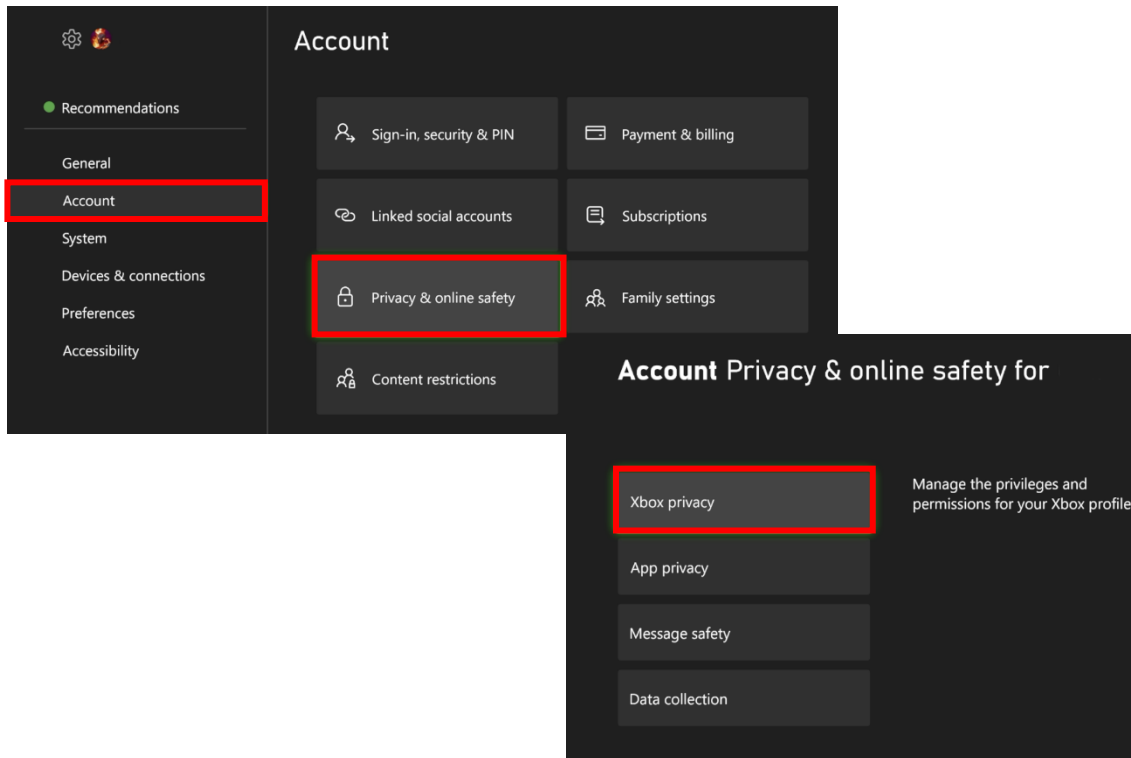 Account
Recommendations
General
Account
System
Devices & connections
Preferences
Accessibility
Sign-in, security & PIN
Payment & billing
Linked social accounts
Subscriptions
Privacy & online safety
Family settings
Content restrictions
Account Privacy & online safety for
Xbox privacy
App privacy
Message safety
Data collection
Manage the privileges and
permissions for your Xbox profile